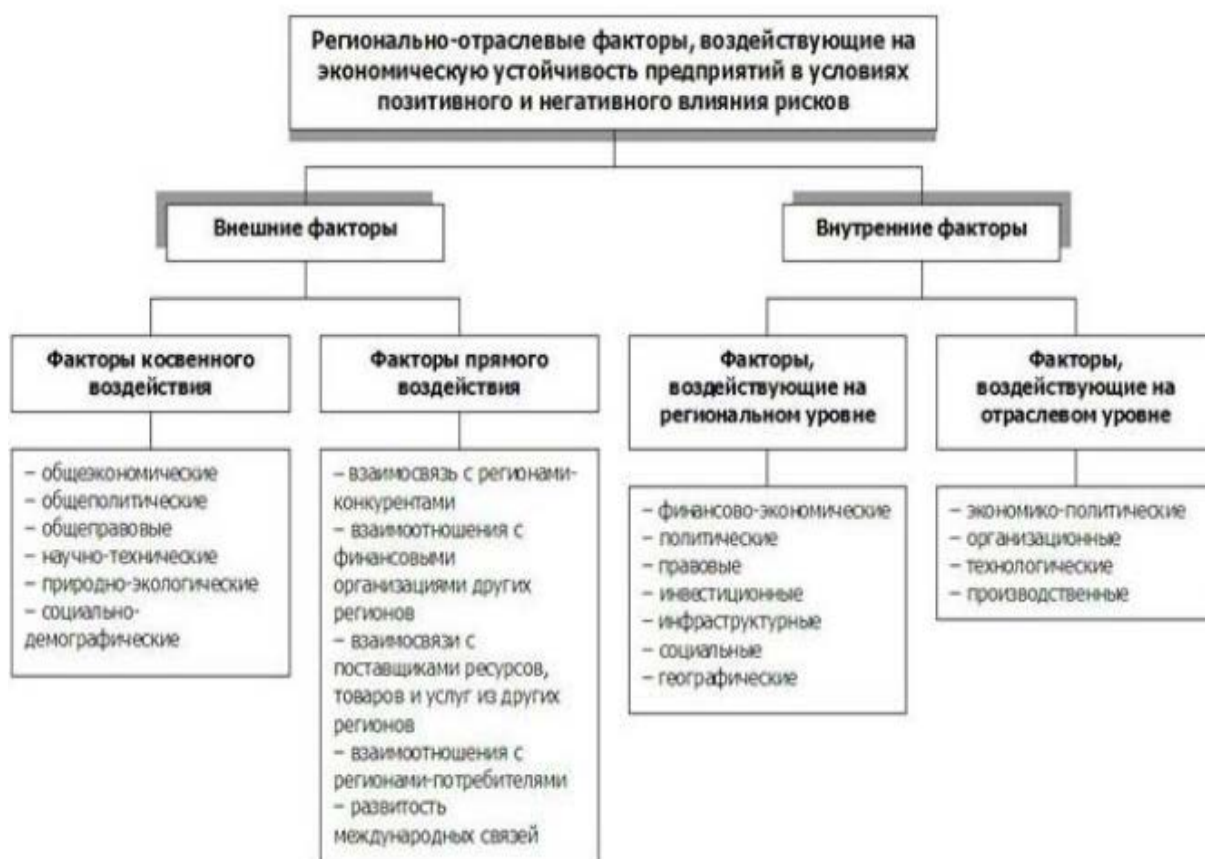 Регионально-отраслевые факторы, воздействующие на
экономическую устойчивость предприятий в условиях
позитивного и негативного влияния рисков
Внешние факторы
Внутренние факторы
Факторы косвенного
воздействия
Факторы прямого
воздействия
Факторы,
воздействующие на
региональном уровне
Факторы,
воздействующие на
отраслевом уровне
– общеэкономические
– общеполитические
– общеправовые
– научно-технические
– природно-экологические
– социально-
демографические
– взаимосвязь с регионами-
конкурентами
– взаимоотношения с
финансовыми
организациями других
регионов
– взаимосвязи с
поставщиками ресурсов,
товаров и услуг из других
регионов
– взаимоотношения с
регионами-потребителями
– развитость
международных связей
– финансово-экономические
– политические
– правовые
– инвестиционные
– инфраструктурные
– социальные
– географические
– экономико-политические
– организационные
– технологические
– производственные